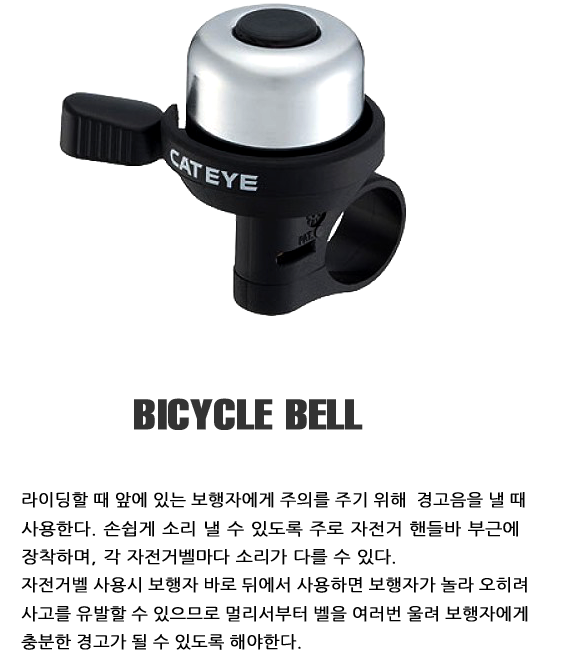 CATEYE
PAT.
BICYCLE BELL
라이딩할 때 앞에 있는 보행자에게 주의를 주기 위해 경고음을 낼 때
사용한다. 손쉽게 소리 낼 수 있도록 주로 자전거 핸들바 부근에
장착하며, 각 자전거벨마다 소리가 다를 수 있다.
자전거벨 사용시 보행자 바로 뒤에서 사용하면 보행자가 놀라 오히려
사고를 유발할 수 있으므로 멀리서부터 벨을 여러번 울려 보행자에게
충분한 경고가 될 수 있도록 해야한다.